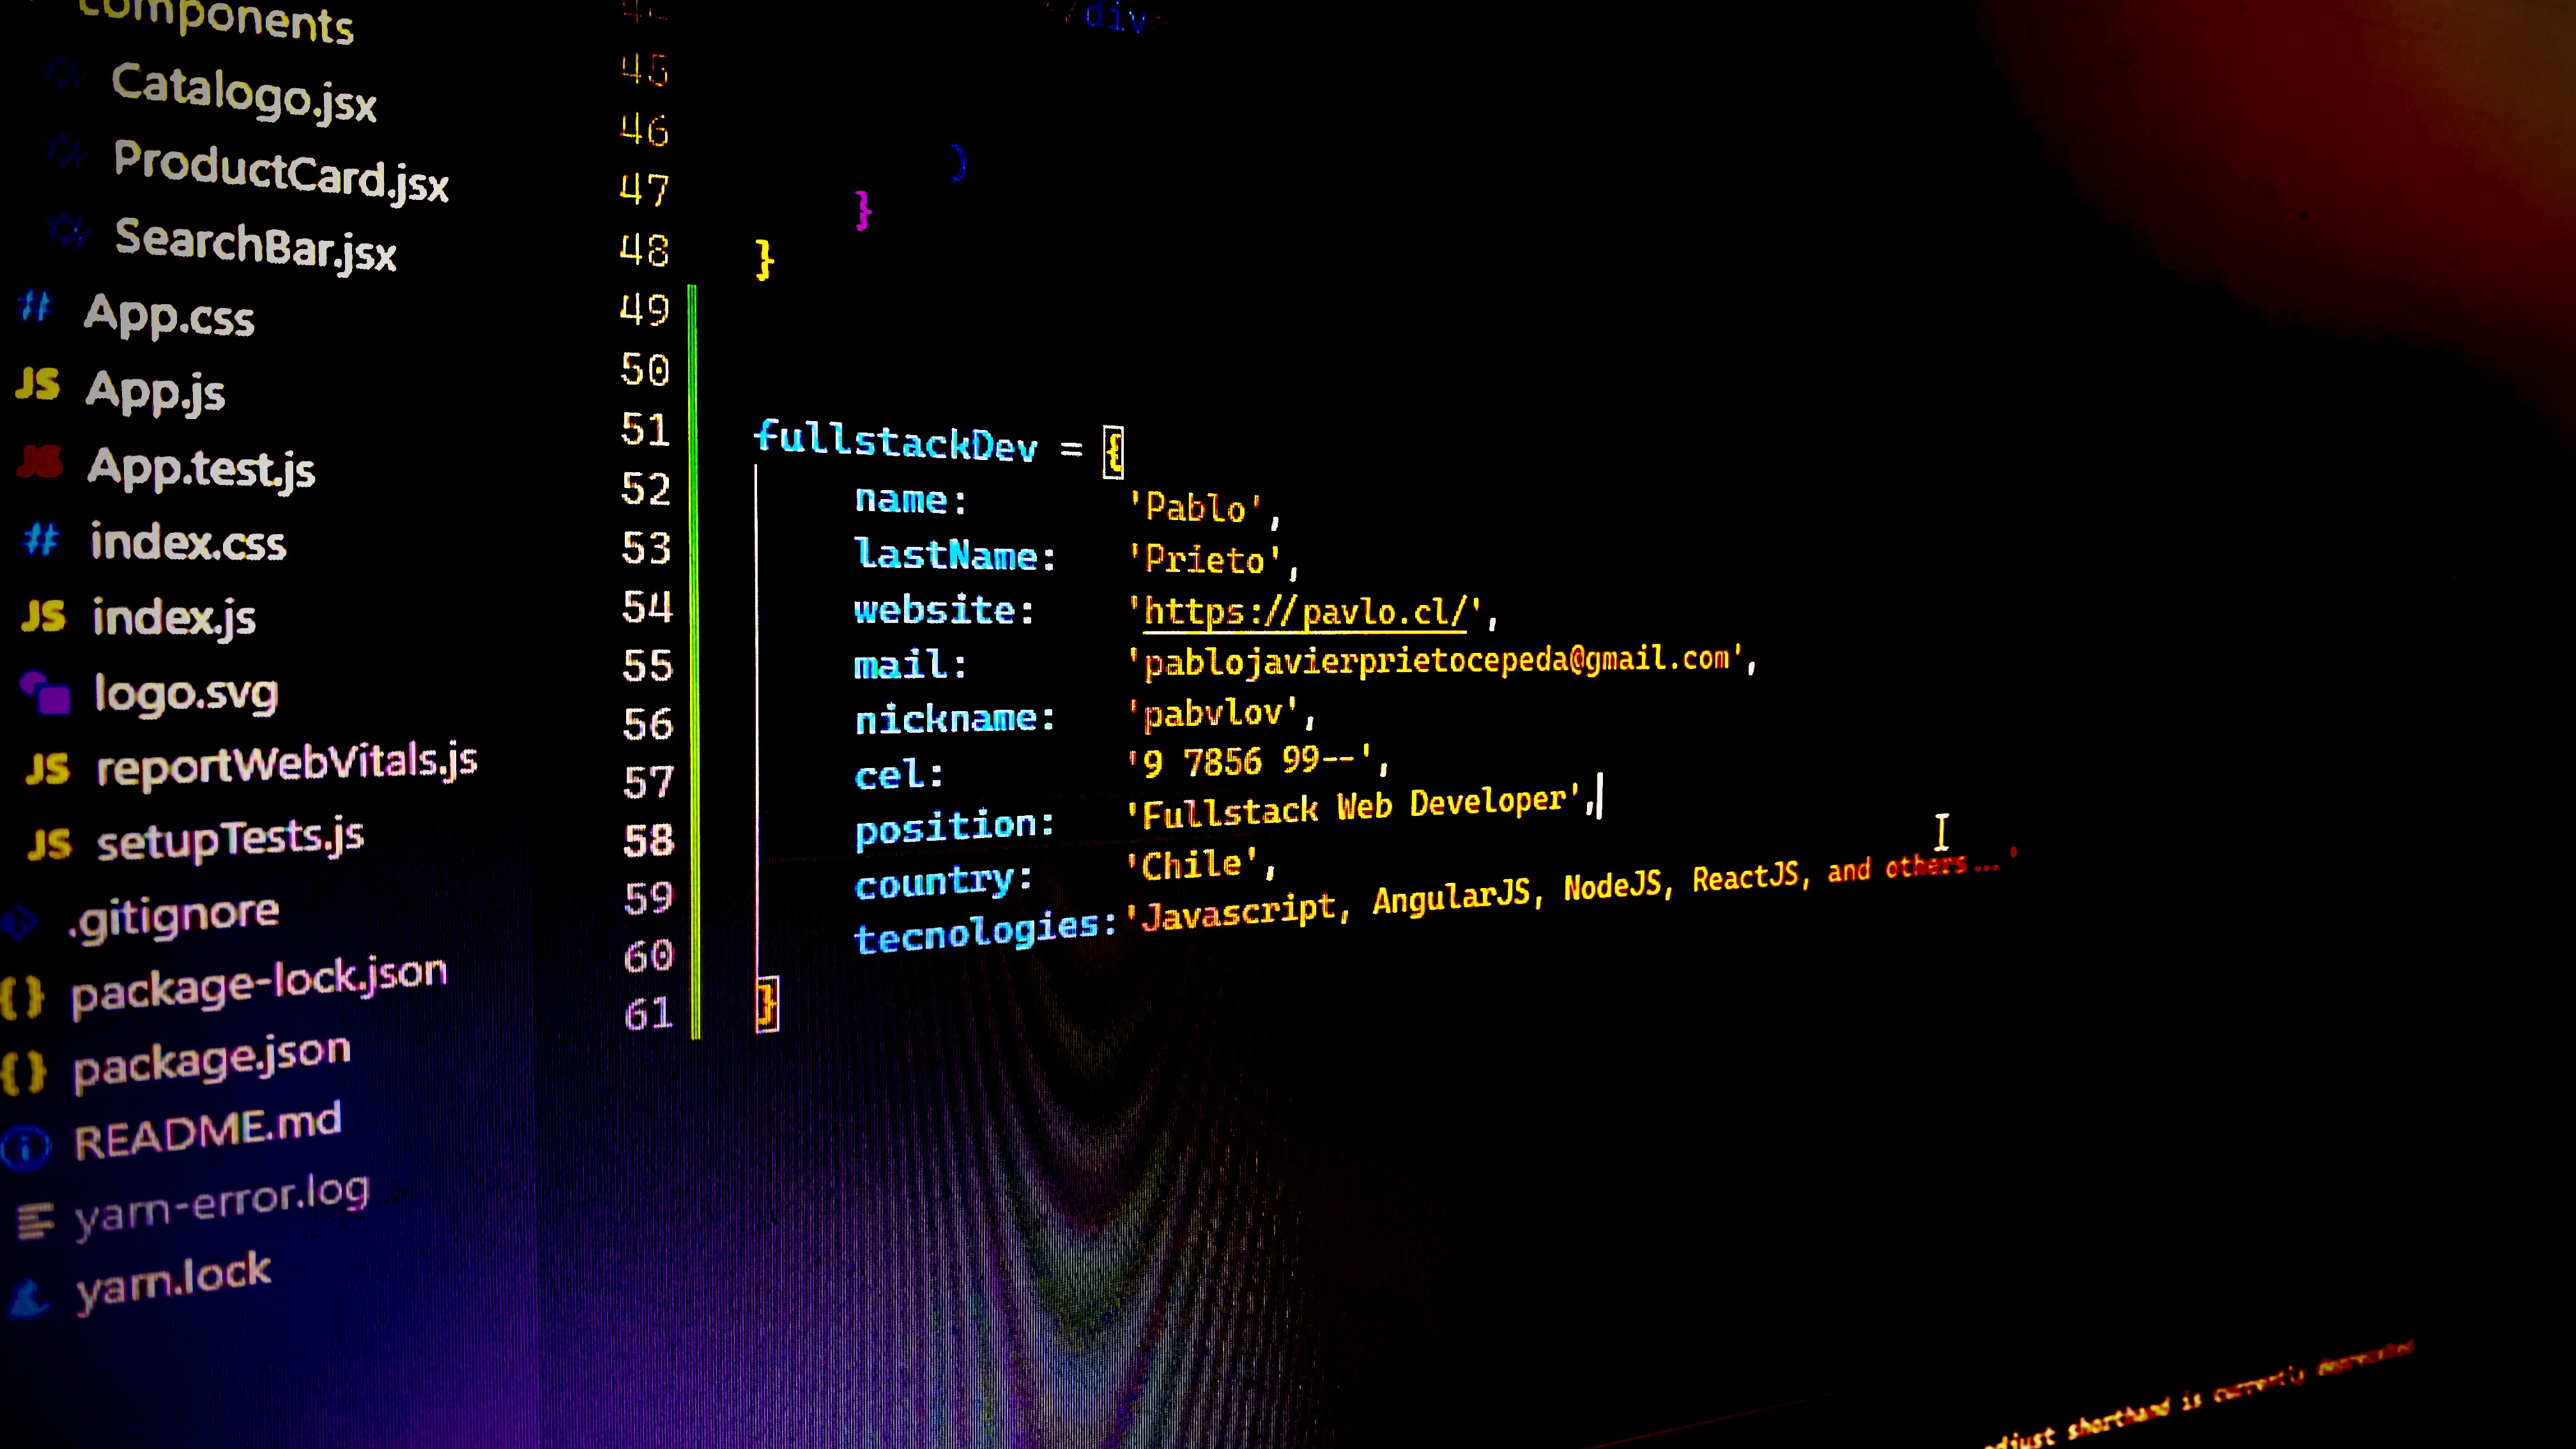 components
Catalogo.jsx
ProductCard.jsx
SearchBar.jsx
# App.css
JS App.js
JS App.test.js
# index.css
JS index.js
logo.svg
JS reportWebVitals.js
JS setupTests.js
.gitignore
{} package-lock.json
{} package.json
README.md
yarn-error.log
yarn.lock
/div
45
46 )
47 }
48 }
49
50
51 fullstackDev = {
52 name: 'Pablo',
53 lastName: 'Prieto',
54 website: 'https://pavlo.cl/',
55 mail: 'pablojavierprietocepeda@gmail.com',
56 nickname: 'pabvlov',
57 cel: '9 7856 99--',
58 position: 'Fullstack Web Developer',
59 country: 'Chile',
60 tecnologies: 'Javascript, AngularJS, NodeJS, ReactJS, and others...'
61 }
shorthand is currently